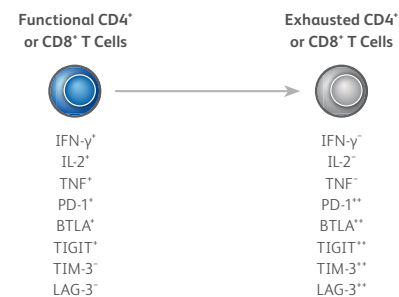 Functional CD4⁺
or CD8⁺ T Cells
IFN-γ⁺
IL-2⁺
TNF⁺
PD-1⁺
BTLA⁺
TIGIT⁺
TIM-3⁻
LAG-3⁻
Exhausted CD4⁺
or CD8⁺ T Cells
IFN-γ⁻
IL-2⁻
TNF⁻
PD-1⁺⁺
BTLA⁺⁺
TIGIT⁺⁺
TIM-3⁺⁺
LAG-3⁺⁺